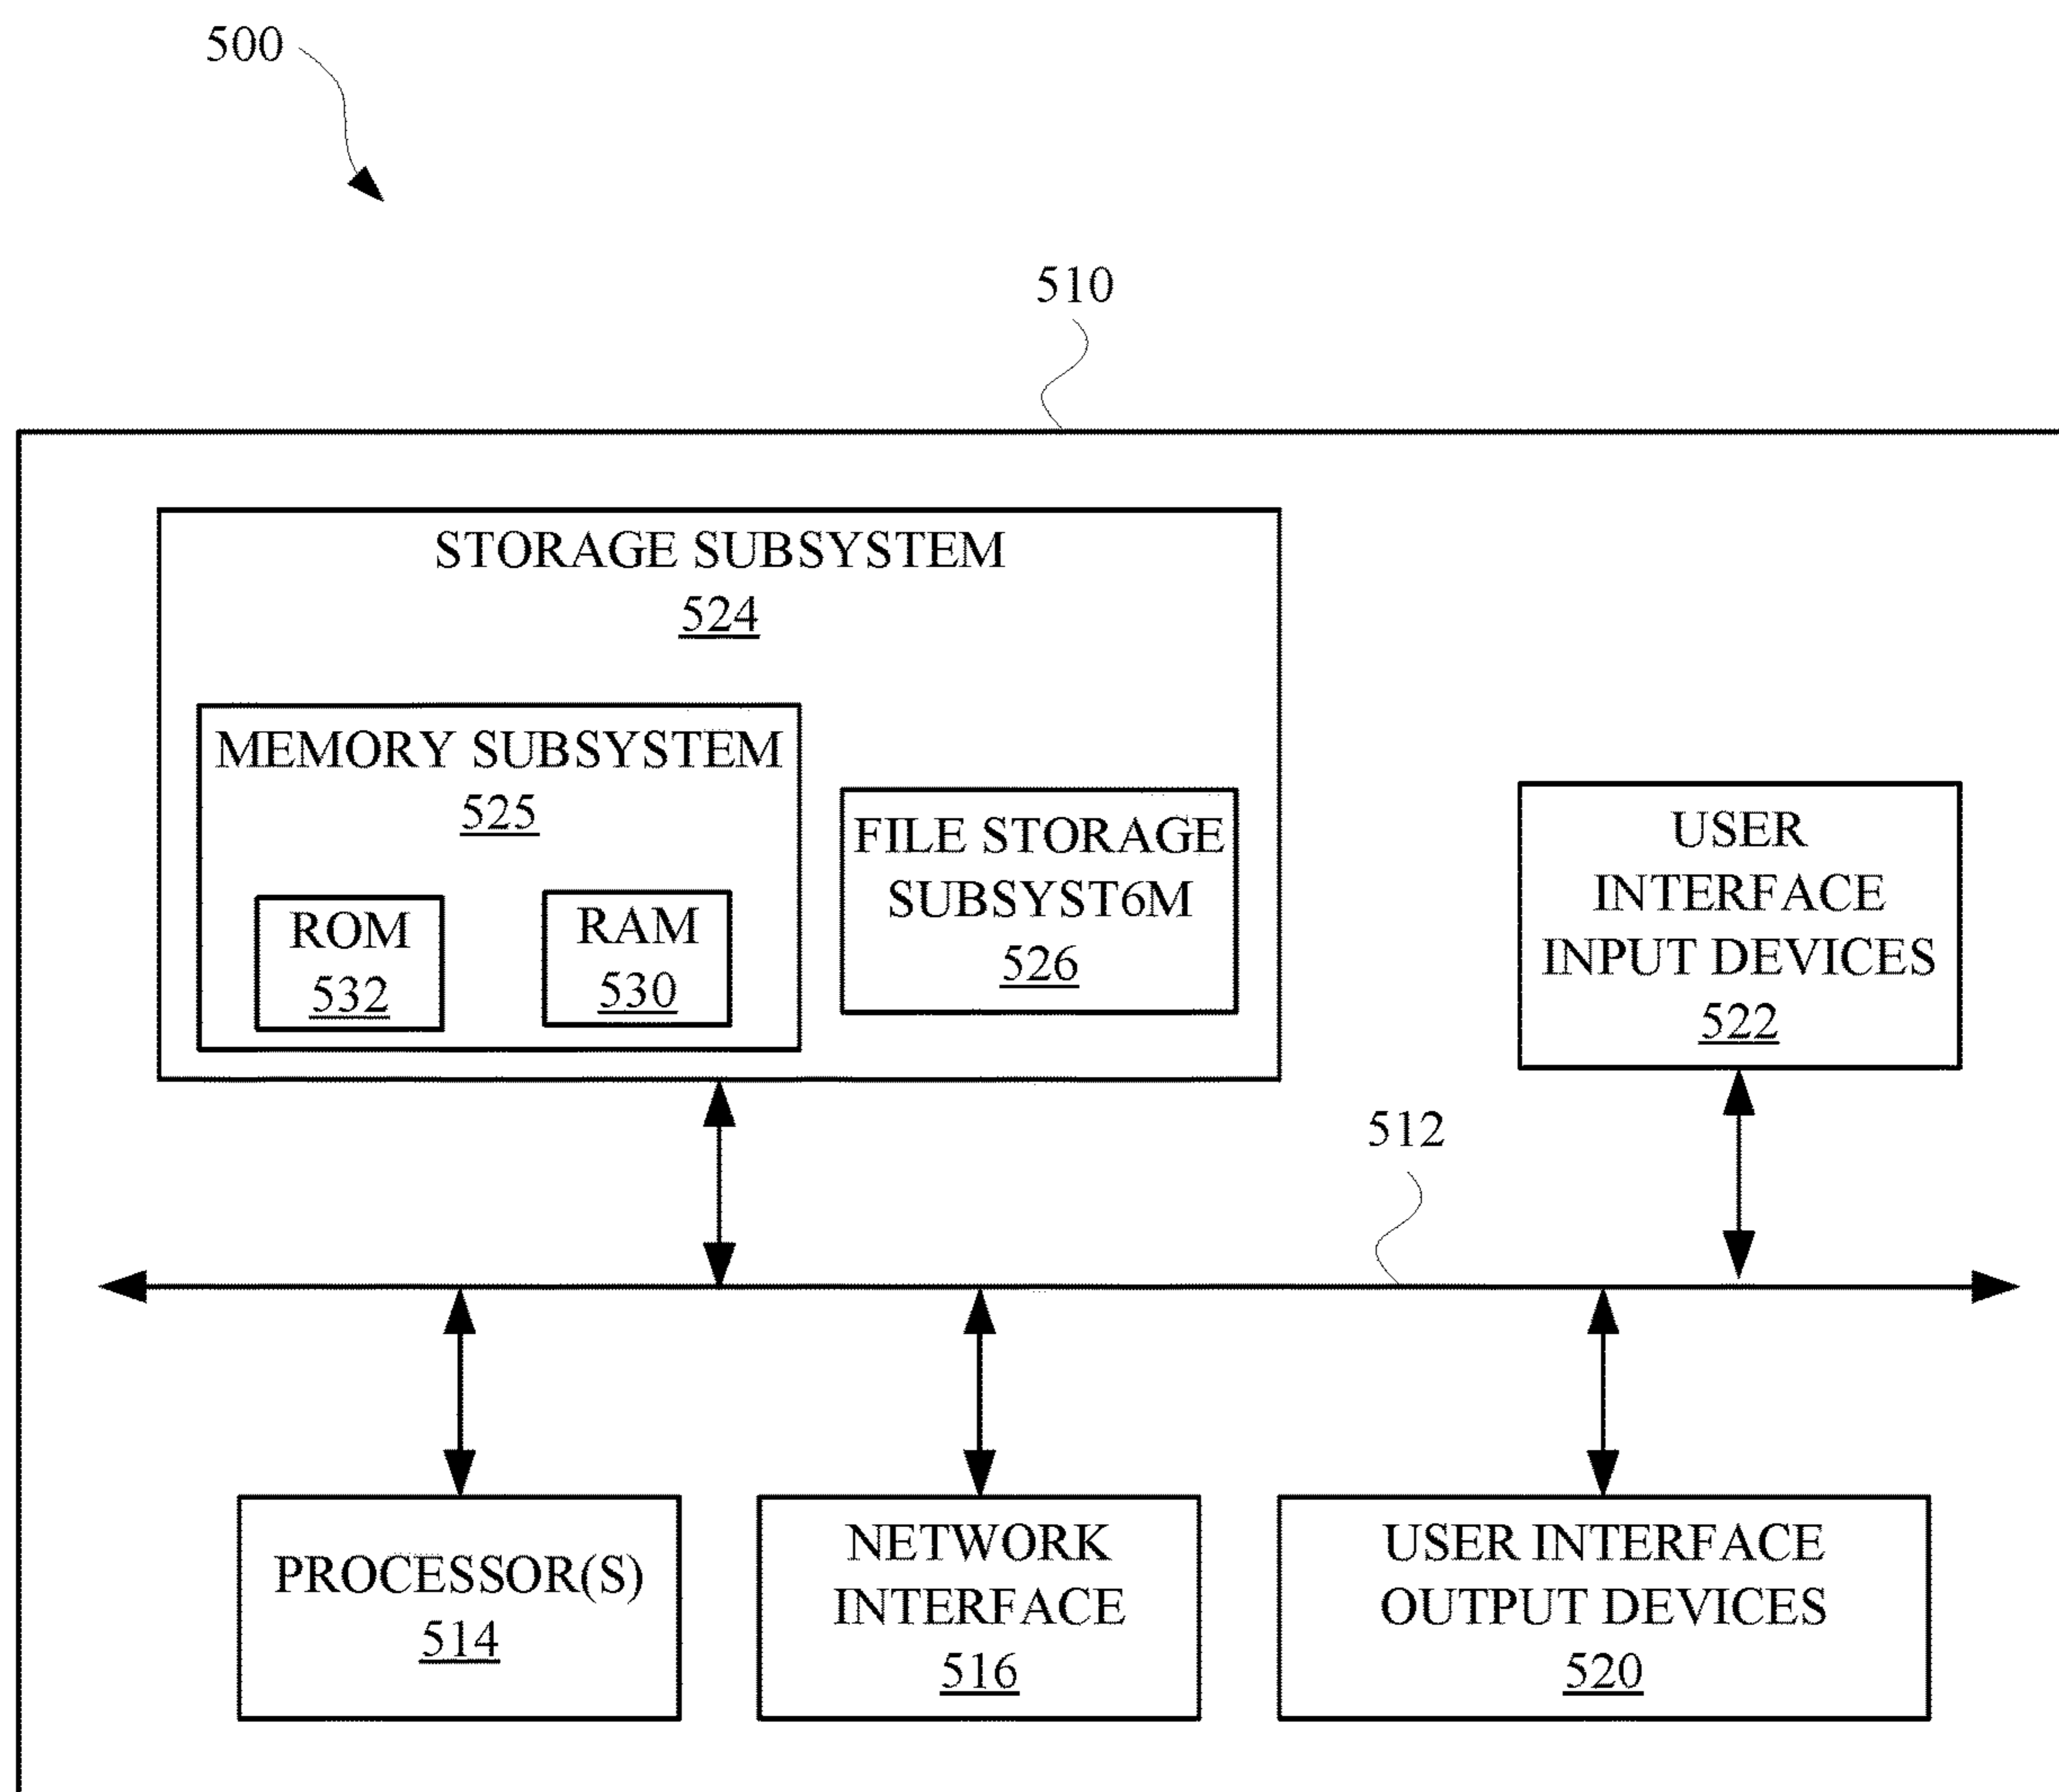 500
510
STORAGE SUBSYSTEM
524
MEMORY SUBSYSTEM
525
ROM
532
RAM
530
FILE STORAGE
SUBSYST6M
526
USER
INTERFACE
INPUT DEVICES
522
512
PROCESSOR(S)
514
NETWORK
INTERFACE
516
USER INTERFACE
OUTPUT DEVICES
520